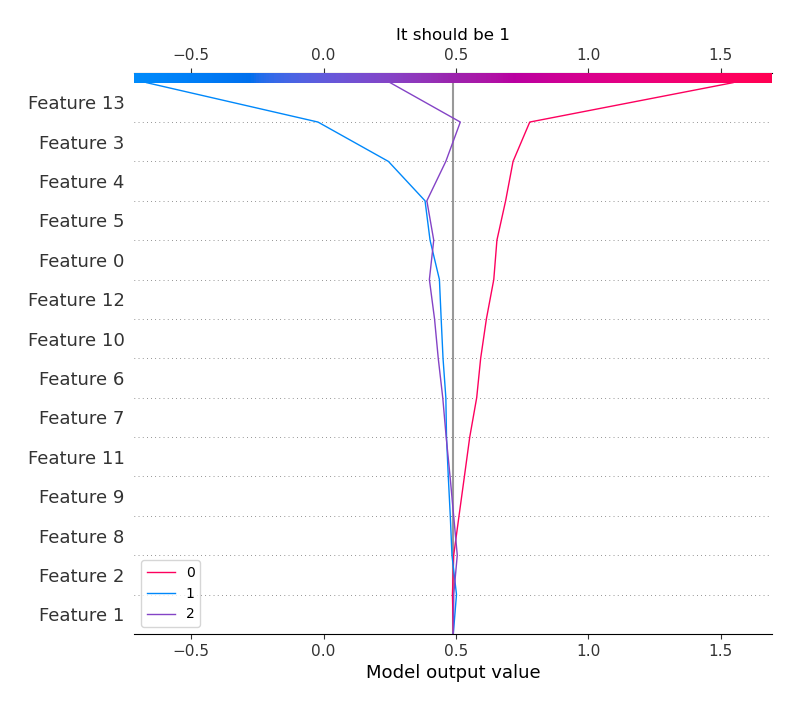 It should be 1
−0.5 0.0 0.5 1.0 1.5
Feature 13
Feature 3
Feature 4
Feature 5
Feature 0
Feature 12
Feature 10
Feature 6
Feature 7
Feature 11
Feature 9
Feature 8
Feature 2
Feature 1
0
1
2
−0.5 0.0 0.5 1.0 1.5
Model output value